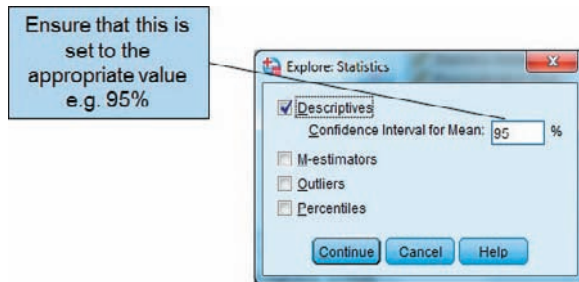 Ensure that this is
set to the
appropriate value
e.g. 95%
Explore: Statistics
Descriptives
Confidence Interval for Mean: 95 %
M-estimators
Outliers
Percentiles
Continue Cancel Help